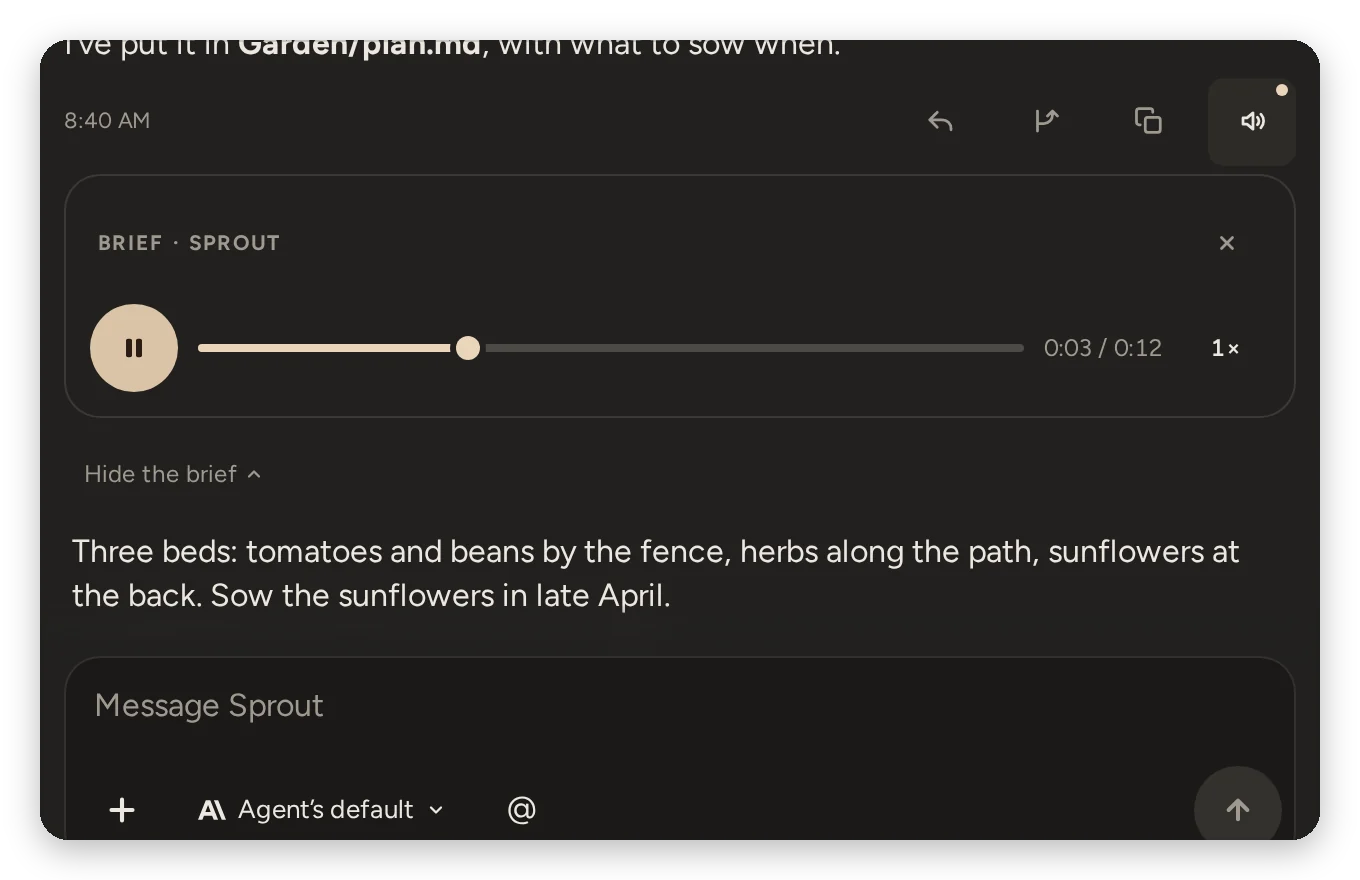 I've put it in Garden/plan.md, with what to sow when.
8:40 AM
BRIEF · SPROUT
0:03 / 0:12
1×
Hide the brief
Three beds: tomatoes and beans by the fence, herbs along the path, sunflowers at
the back. Sow the sunflowers in late April.
Message Sprout
Agent’s default
@